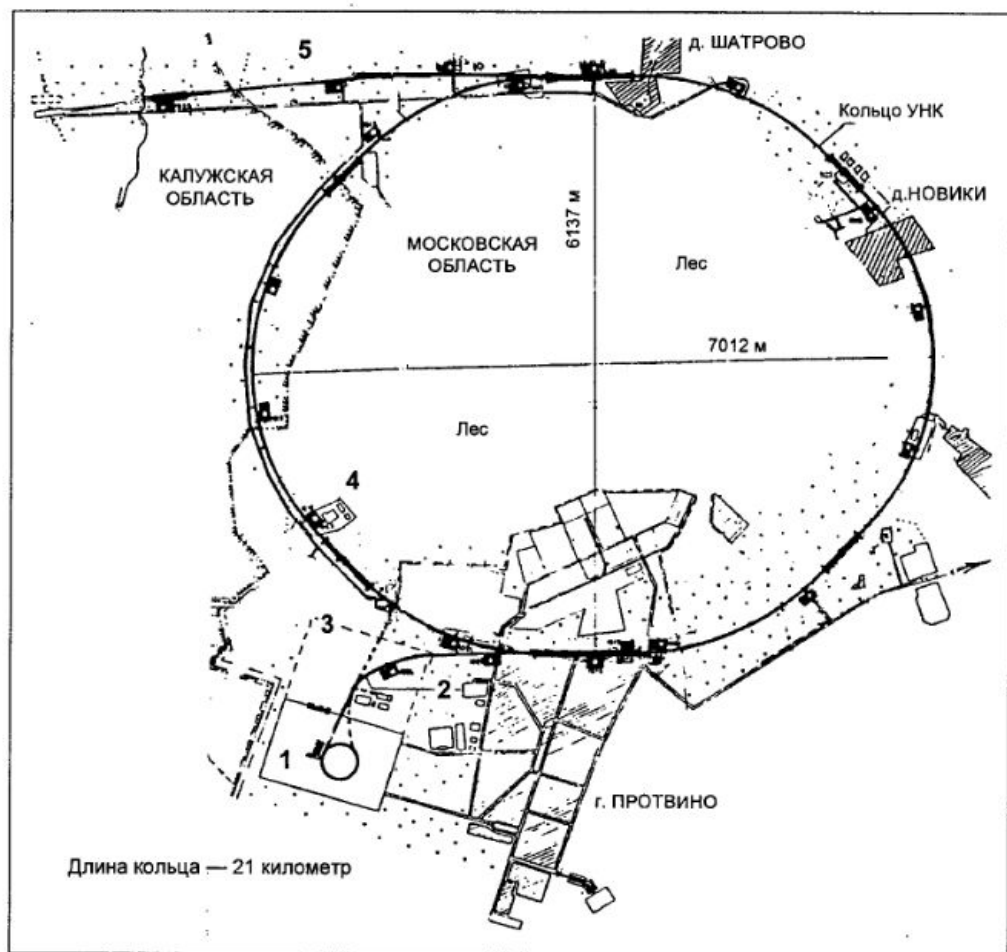 5
д. ШАТРОВО
Кольцо УНК
КАЛУЖСКАЯ
ОБЛАСТЬ
д.НОВИКИ
6137 м
МОСКОВСКАЯ
ОБЛАСТЬ
Лес
7012 м
Лес
4
3
2
1
г. ПРОТВИНО
Длина кольца — 21 километр